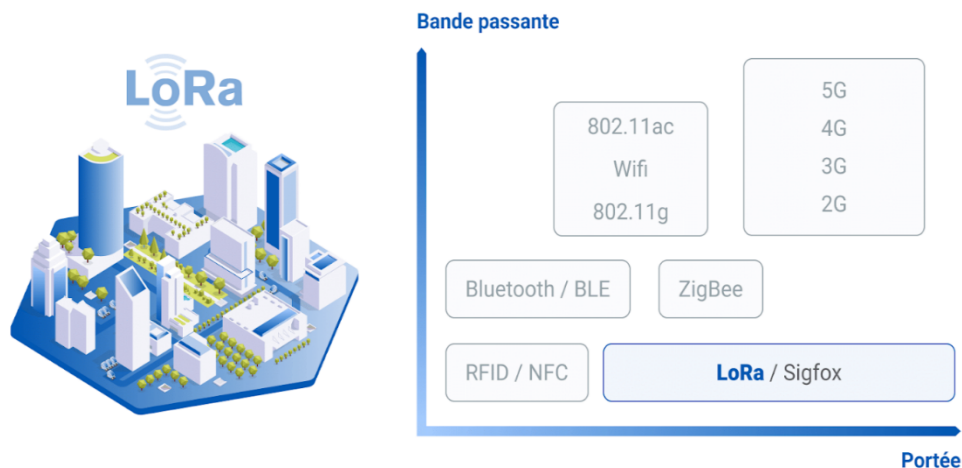 LoRa
Bande passante
5G
4G
3G
2G
802.11ac
Wifi
802.11g
Bluetooth / BLE
ZigBee
RFID / NFC
LoRa / Sigfox
Portée